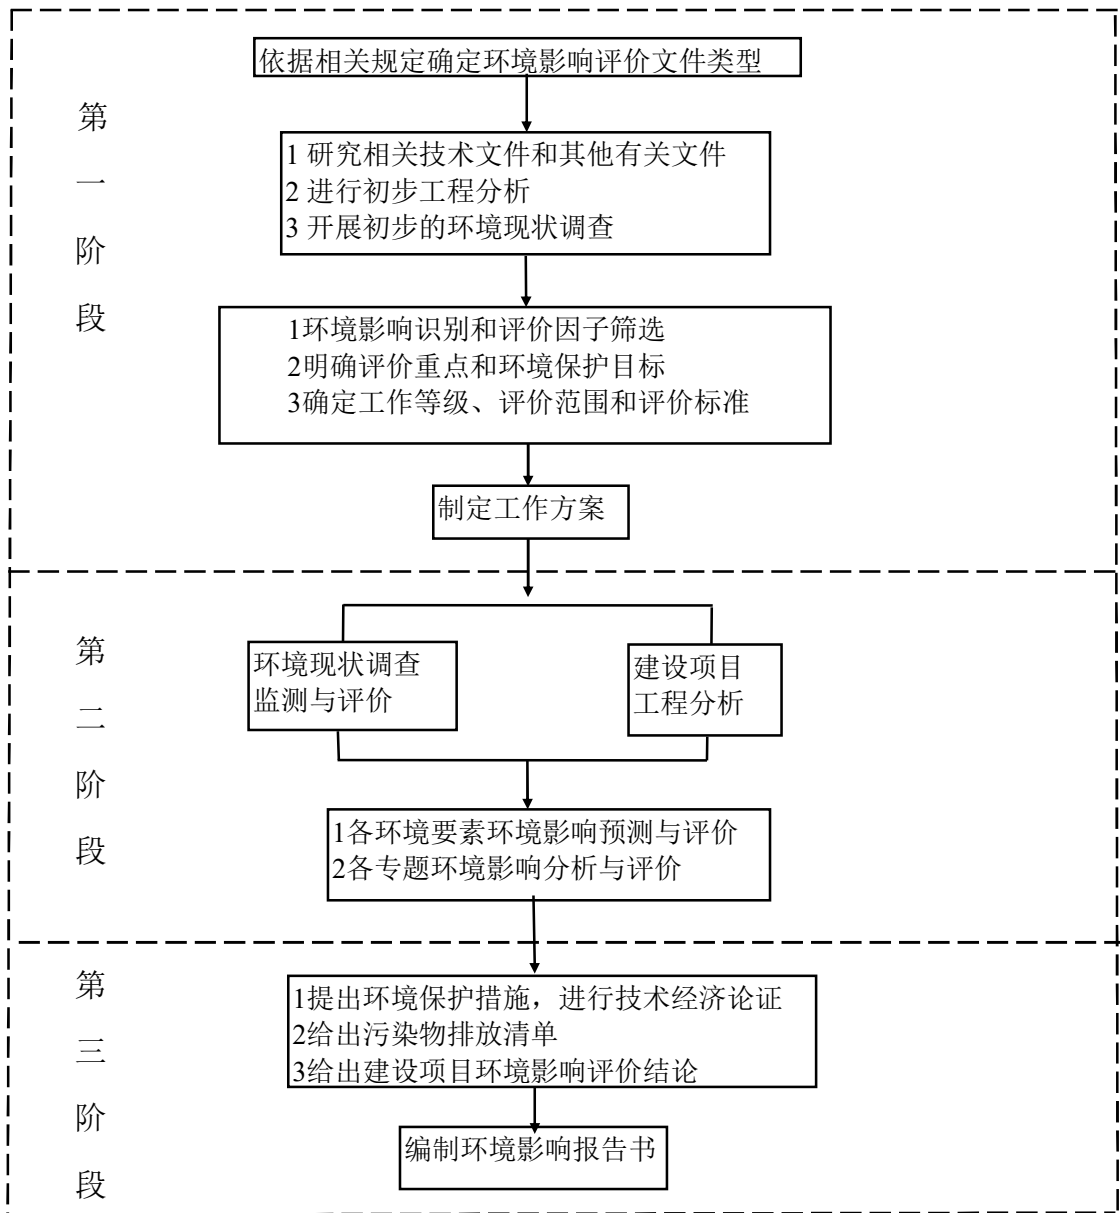 依据相关规定确定环境影响评价文件类型
第一阶段
1 研究相关技术文件和其他有关文件
2 进行初步工程分析
3 开展初步的环境现状调查
1环境影响识别和评价因子筛选
2明确评价重点和环境保护目标
3确定工作等级、评价范围和评价标准
制定工作方案
第二阶段
环境现状调查
监测与评价
建设项目
工程分析
1各环境要素环境影响预测与评价
2各专题环境影响分析与评价
第三阶段
1提出环境保护措施，进行技术经济论证
2给出污染物排放清单
3给出建设项目环境影响评价结论
编制环境影响报告书